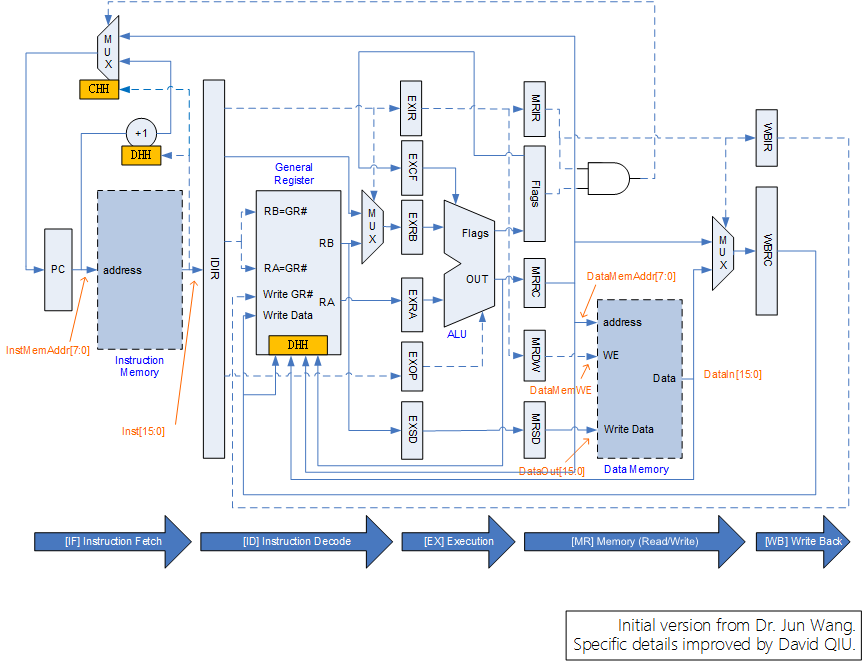 M
U
X
CHH
+1
DHH
PC
address
Instruction
Memory
InstMemAddr[7:0]
Inst[15:0]
IDIR
General
Register
RB=GR#
RB
RA=GR#
Write GR#
RA
Write Data
DHH
M
U
X
EXIR
EXCF
EXRB
EXRA
EXOP
EXSD
Flags
OUT
ALU
MRIR
Flags
MRRC
MRDW
MRSD
DataMemAddr[7:0]
address
WE
DataMemWE
Data
DataIn[15:0]
Write Data
DataOut[15:0]
Data Memory
M
U
X
WBIR
WBRC
[IF] Instruction Fetch
[ID] Instruction Decode
[EX] Execution
[MR] Memory (Read/Write)
[WB] Write Back
Initial version from Dr. Jun Wang.
Specific details improved by David QIU.